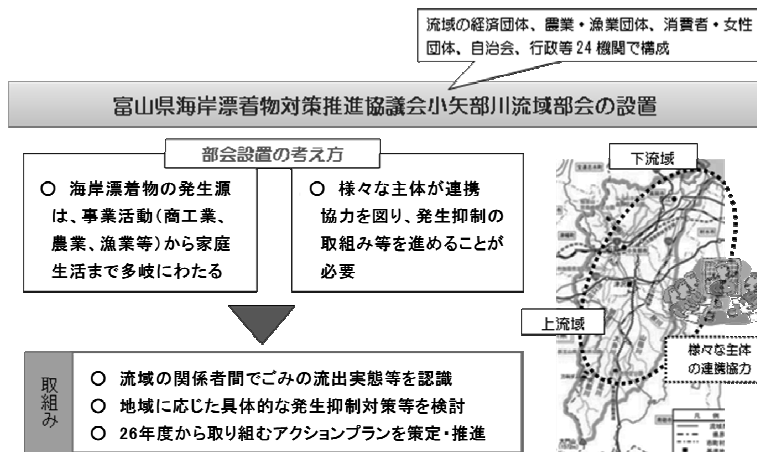 流域の経済団体、農業・漁業団体、消費者・女性
団体、自治会、行政等24機関で構成
富山県海岸漂着物対策推進協議会小矢部川流域部会の設置
部会設置の考え方
○ 海岸漂着物の発生源
は、事業活動(商工業、
農業、漁業等)から家庭
生活まで多岐にわたる
○ 様々な主体が連携
協力を図り、発生抑制の
取組み等を進めることが
必要
下流域
上流域
様々な主体
の連携協力
取組み
○ 流域の関係者間でごみの流出実態等を認識
○ 地域に応じた具体的な発生抑制対策等を検討
○ 26年度から取り組むアクションプランを策定・推進
凡 例